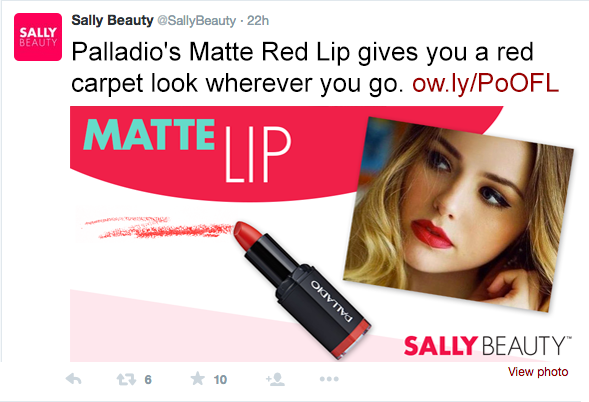 SALLY
BEAUTY
Sally Beauty @SallyBeauty · 22h
Palladio's Matte Red Lip gives you a red
carpet look wherever you go. ow.ly/PoOFL
MATTE
LIP
PALLADIO
SALLY BEAUTY™
6
10
View photo